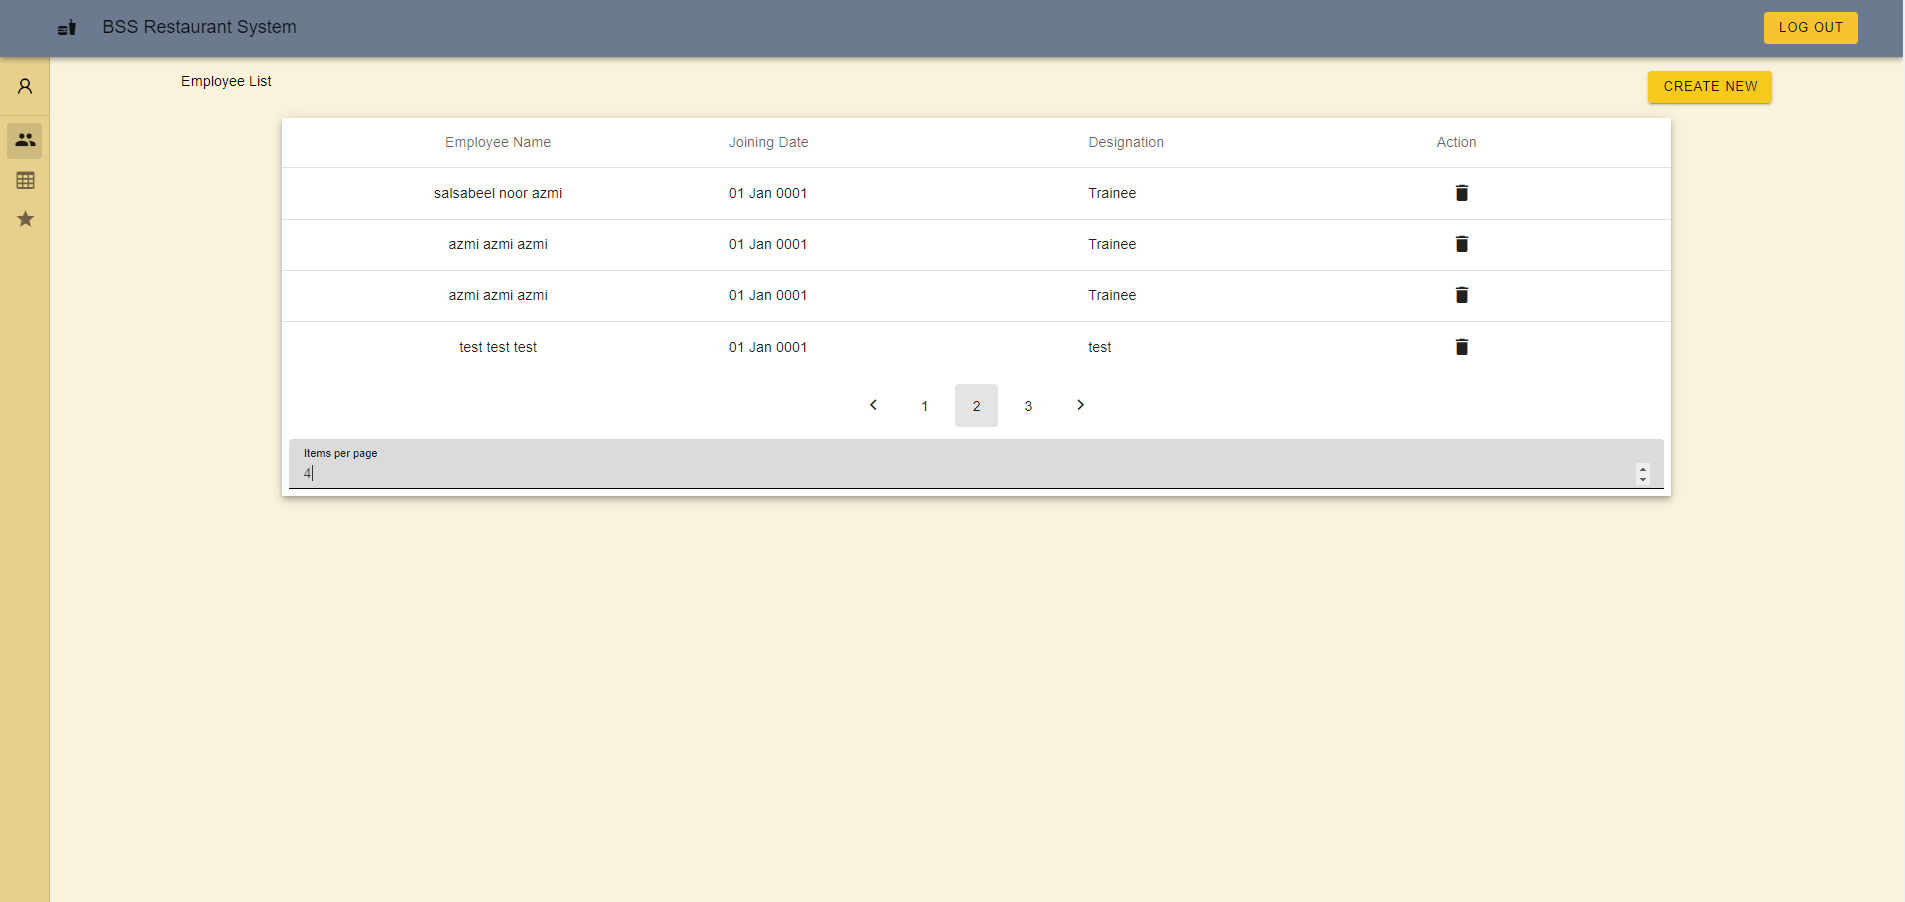 BSS Restaurant System
LOG OUT
Employee List
CREATE NEW
Employee Name Joining Date Designation Action
salsabeel noor azmi 01 Jan 0001 Trainee
azmi azmi azmi 01 Jan 0001 Trainee
azmi azmi azmi 01 Jan 0001 Trainee
test test test 01 Jan 0001 test
1 2 3
Items per page
4